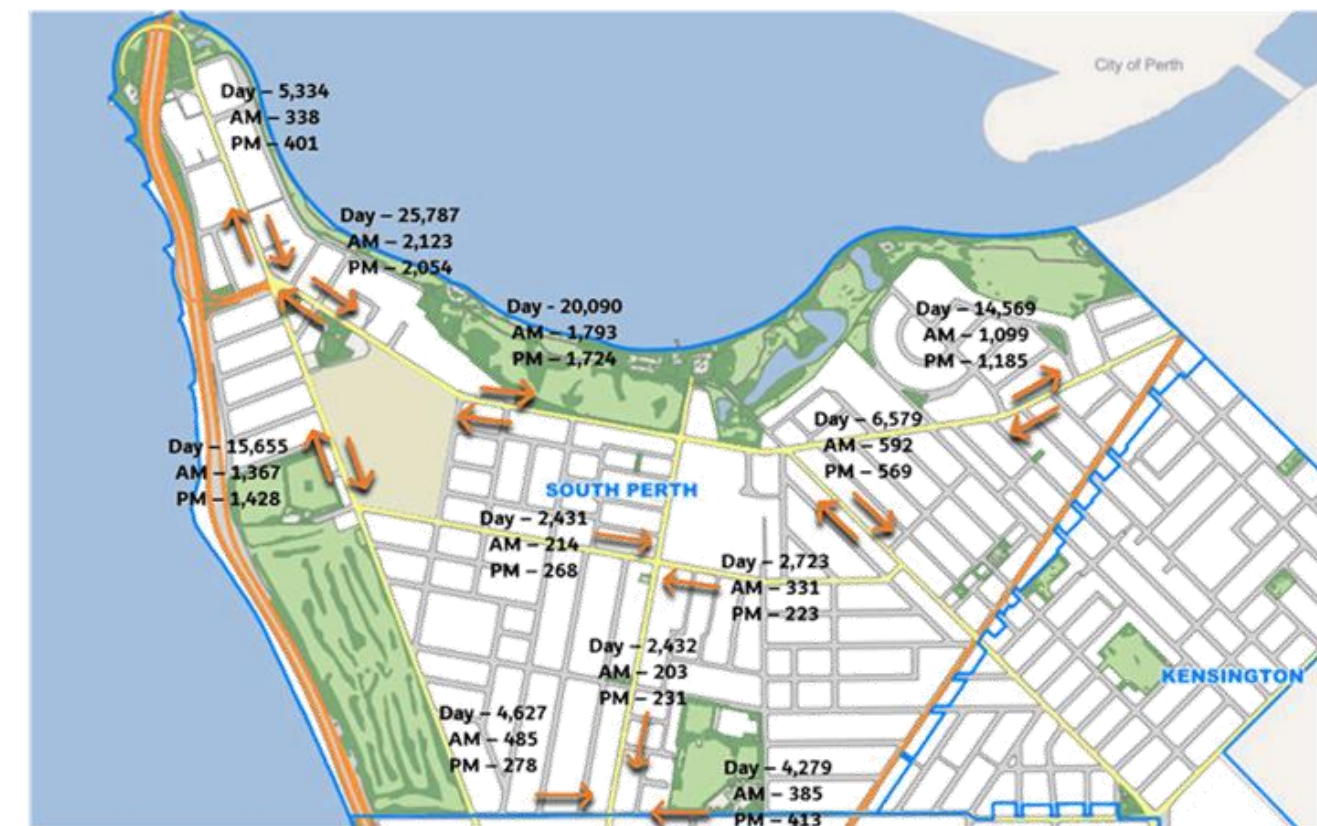 City of Perth
Day – 5,334
AM – 338
PM – 401
Day – 25,787
AM – 2,123
PM – 2,054
Day - 20,090
AM – 1,793
PM – 1,724
Day – 14,569
AM – 1,099
PM – 1,185
Day – 6,579
AM – 592
PM – 569
Day – 15,655
AM – 1,367
PM – 1,428
SOUTH PERTH
Day – 2,431
AM – 214
PM – 268
Day – 2,723
AM – 331
PM – 223
Day – 2,432
AM – 203
PM – 231
KENSINGTON
Day – 4,627
AM – 485
PM – 278
Day – 4,279
AM – 385
PM – 413